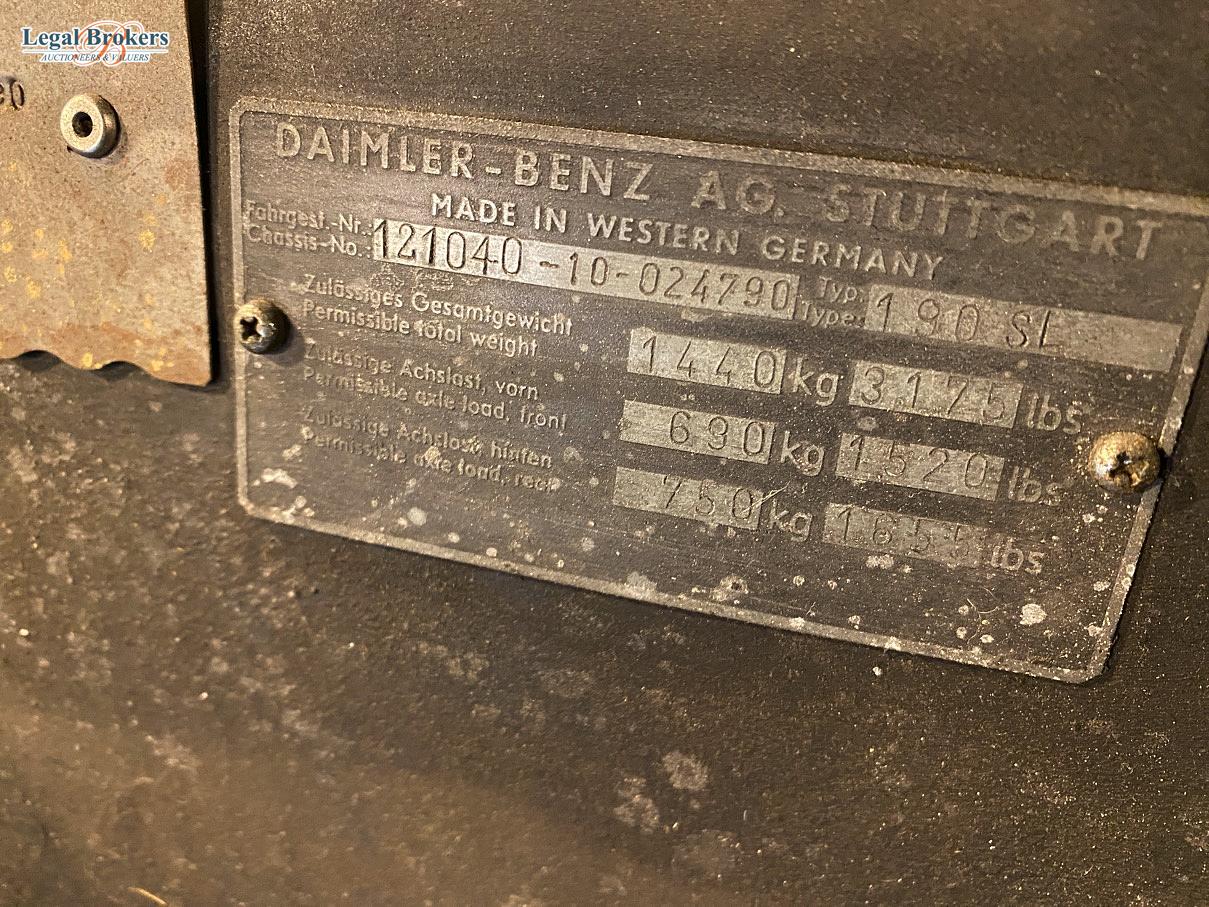 Legal Brokers
AUCTIONEERS & VALUERS
DAIMLER-BENZ AG. STUTTGART
MADE IN WESTERN GERMANY
Fahrgest.-Nr.: Typ:
Chassis-No.: 121040-10-024790 Type: 190 SL
Zulässiges Gesamtgewicht
Permissible total weight 1440 kg 3175 lbs
Zulässige Achslast, vorn
Permissible axle load, front 690 kg 1520 lbs
Zulässige Achslast, hinten
Permissible axle load, rear 750 kg 1655 lbs